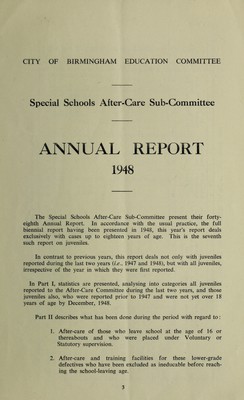 CITY OF BIRMINGHAM EDUCATION COMMITTEE
Special Schools After-Care Sub-Committee
ANNUAL REPORT
1948
The Special Schools After-Care Sub-Committee present their forty-
eighth Annual Report. In accordance with the usual practice, the full
biennial report having been presented in 1948, this year's report deals
exclusively with cases up to eighteen years of age. This is the seventh
such report on juveniles.
In contrast to previous years, this report deals not only with juveniles
reported during the last two years (i.e., 1947 and 1948), but with all juveniles,
irrespective of the year in which they were first reported.
In Part I, statistics are presented, analysing into categories all juveniles
reported to the After-Care Committee during the last two years, and those
juveniles also, who were reported prior to 1947 and were not yet over 18
years of age by December, 1948.
Part II describes what has been done during the period with regard to :
1. After-care of those who leave school at the age of 16 or
thereabouts and who were placed under Voluntary or
Statutory supervision.
2. After-care and training facilities for these lower-grade
defectives who have been excluded as ineducable before reach-
ing the school-leaving age.
3